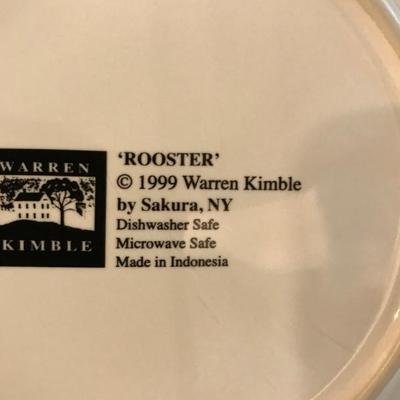 WARREN
KIMBLE
'ROOSTER'
© 1999 Warren Kimble
by Sakura, NY
Dishwasher Safe
Microwave Safe
Made in Indonesia